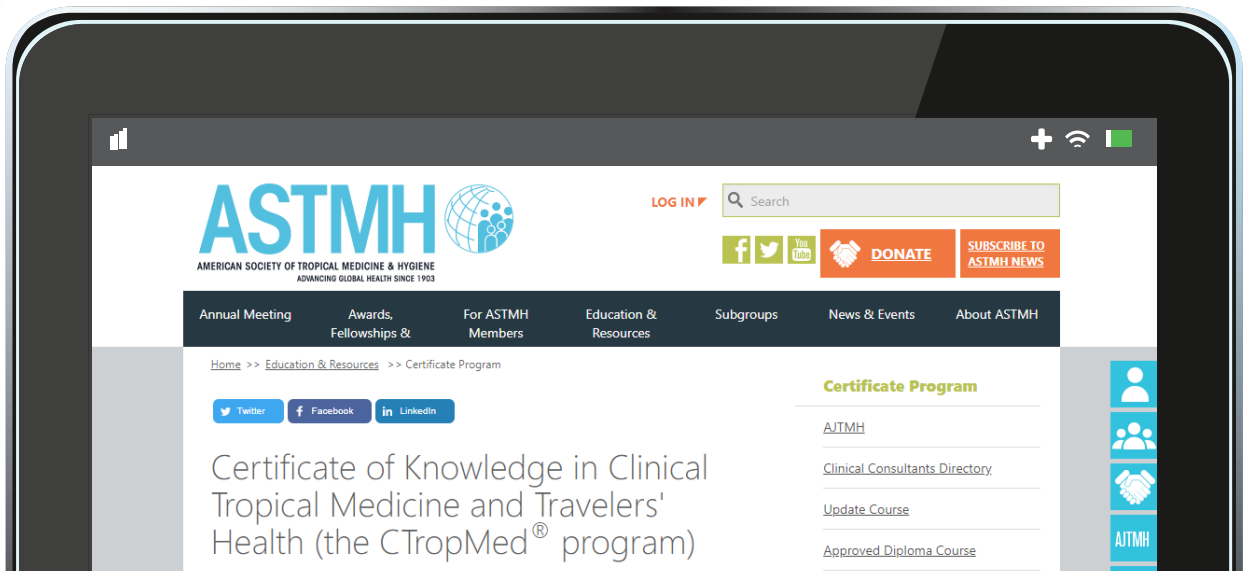 ASTMH
AMERICAN SOCIETY OF TROPICAL MEDICINE & HYGIENE
ADVANCING GLOBAL HEALTH SINCE 1903
LOG IN
Search
You
Tube
DONATE
SUBSCRIBE TO
ASTMH NEWS
Annual Meeting
Awards,
Fellowships &
For ASTMH
Members
Education &
Resources
Subgroups
News & Events
About ASTMH
Home >> Education & Resources >> Certificate Program
Twitter
Facebook
LinkedIn
Certificate of Knowledge in Clinical
Tropical Medicine and Travelers'
Health (the CTropMed® program)
Certificate Program
AJTMH
Clinical Consultants Directory
Update Course
Approved Diploma Course
AJTMH